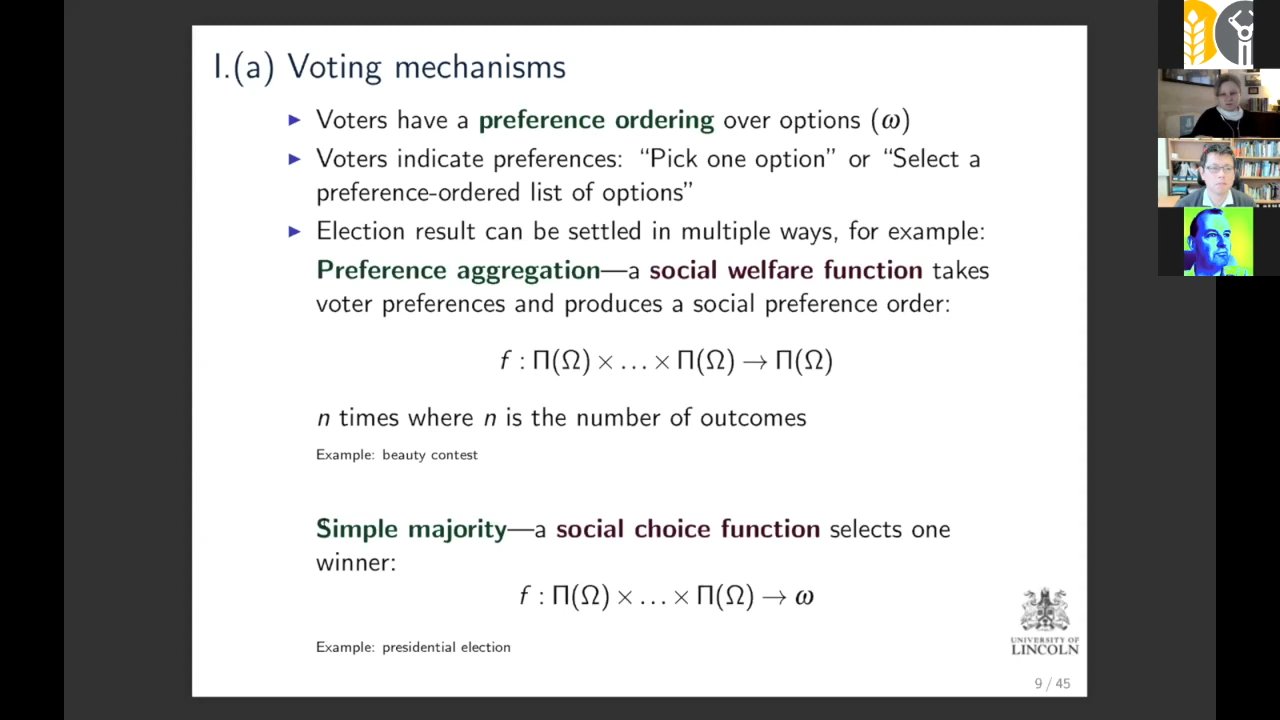 I.(a) Voting mechanisms
▶ Voters have a preference ordering over options (ω)
▶ Voters indicate preferences: “Pick one option” or “Select a
preference-ordered list of options”
▶ Election result can be settled in multiple ways, for example:
Preference aggregation—a social welfare function takes
voter preferences and produces a social preference order:
f : Π(Ω) × … × Π(Ω) → Π(Ω)
n times where n is the number of outcomes
Example: beauty contest
Simple majority—a social choice function selects one
winner:
f : Π(Ω) × … × Π(Ω) → ω
Example: presidential election
UNIVERSITY OF
LINCOLN
9 / 45